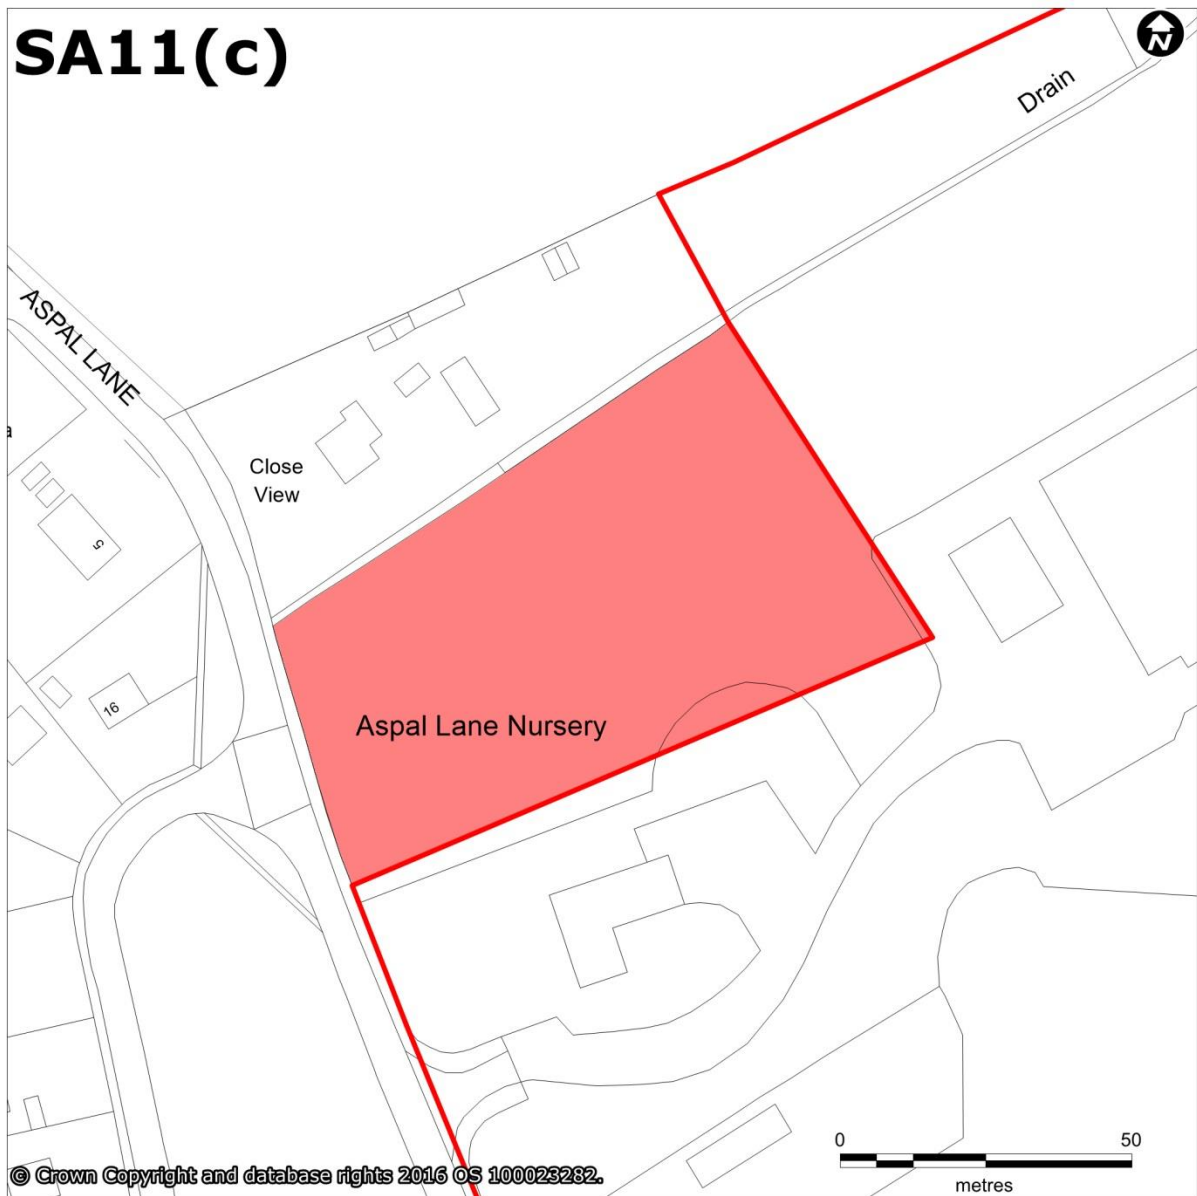 SA11(c)
N
Drain
ASPAL LANE
a
Close
View
5
16
Aspal Lane Nursery
0 50
metres
© Crown Copyright and database rights 2016 OS 100023282.